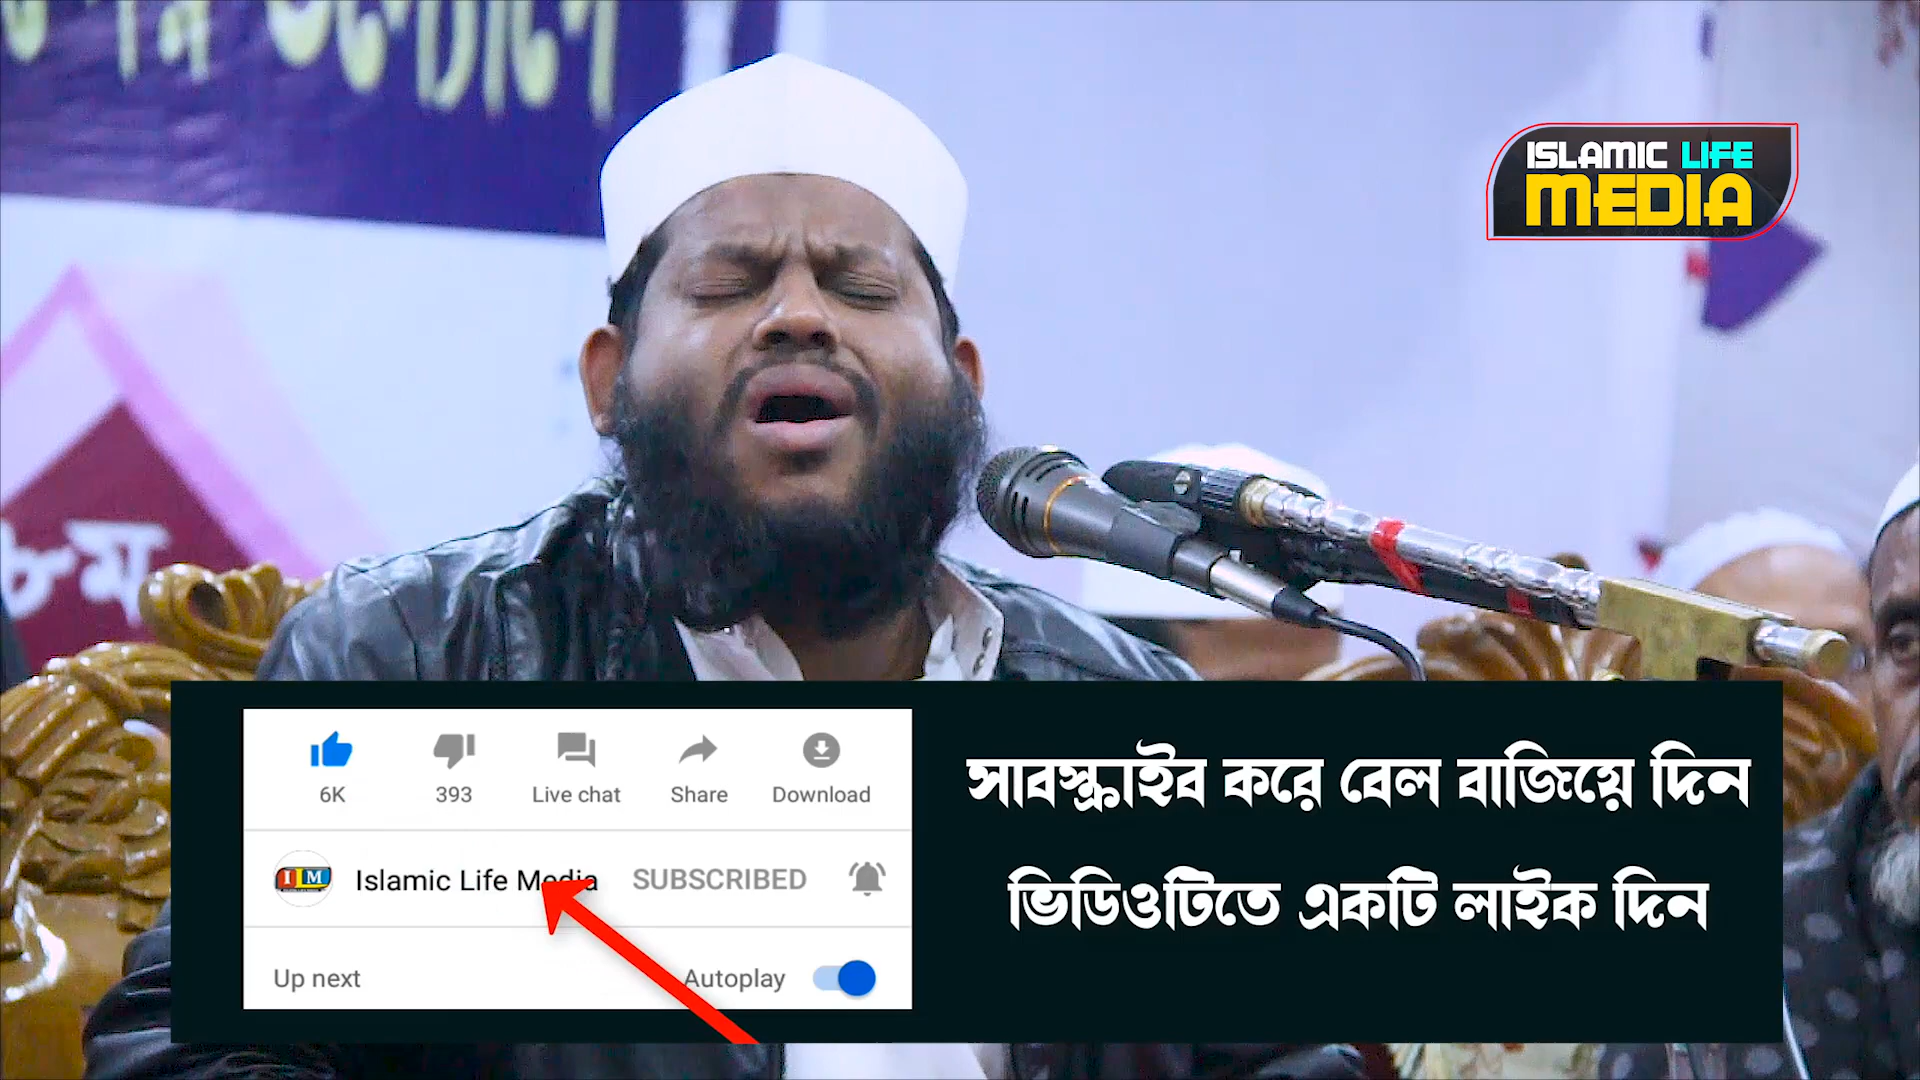 ISLAMIC LIFE
MEDIA
৮ম
6K
393
Live chat
Share
Download
I M
Islamic Life Media
SUBSCRIBED
Up next
Autoplay
সাবস্ক্রাইব করে বেল বাজিয়ে দিন
ভিডিওটিতে একটি লাইক দিন